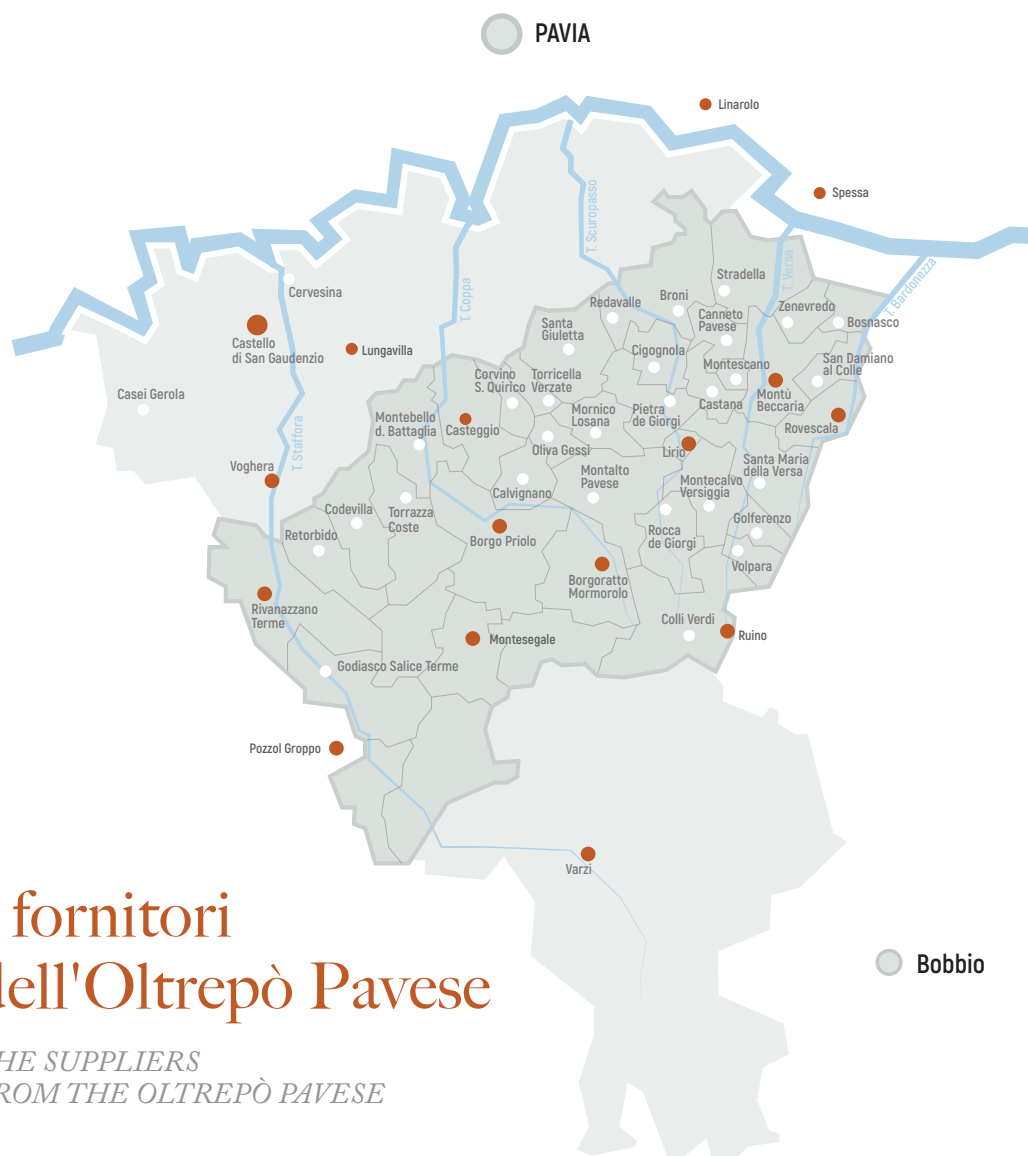 PAVIA
Linarolo
Spessa
T. Scuropasso
T. Versa
T. Bardonezza
T. Coppa
Cervesina
Stradella
Redavalle
Broni
Zenevredo
Canneto
Pavese
Bosnasco
Castello
di San Gaudenzio
Lungavilla
Santa
Giuletta
Cigognola
Montescano
San Damiano
al Colle
Casei Gerola
Corvino
S. Quirico
Torricella
Verzate
Castana
Montù
Beccaria
Montebello
d. Battaglia
Casteggio
Mornico
Losana
Pietra
de Giorgi
Rovescala
T. Staffora
Oliva Gessi
Lirio
Voghera
Montalto
Pavese
Santa Maria
della Versa
Calvignano
Montecalvo
Versiggia
Codevilla
Torrazza
Coste
Golferenzo
Retorbido
Borgo Priolo
Rocca
de Giorgi
Volpara
Borgoratto
Mormorolo
Rivanazzano
Terme
Colli Verdi
Ruino
Montesegale
Godiasco Salice Terme
Pozzol Groppo
Varzi
Bobbio
fornitori
dell'Oltrepò Pavese
HE SUPPLIERS
ROM THE OLTREPÒ PAVESE